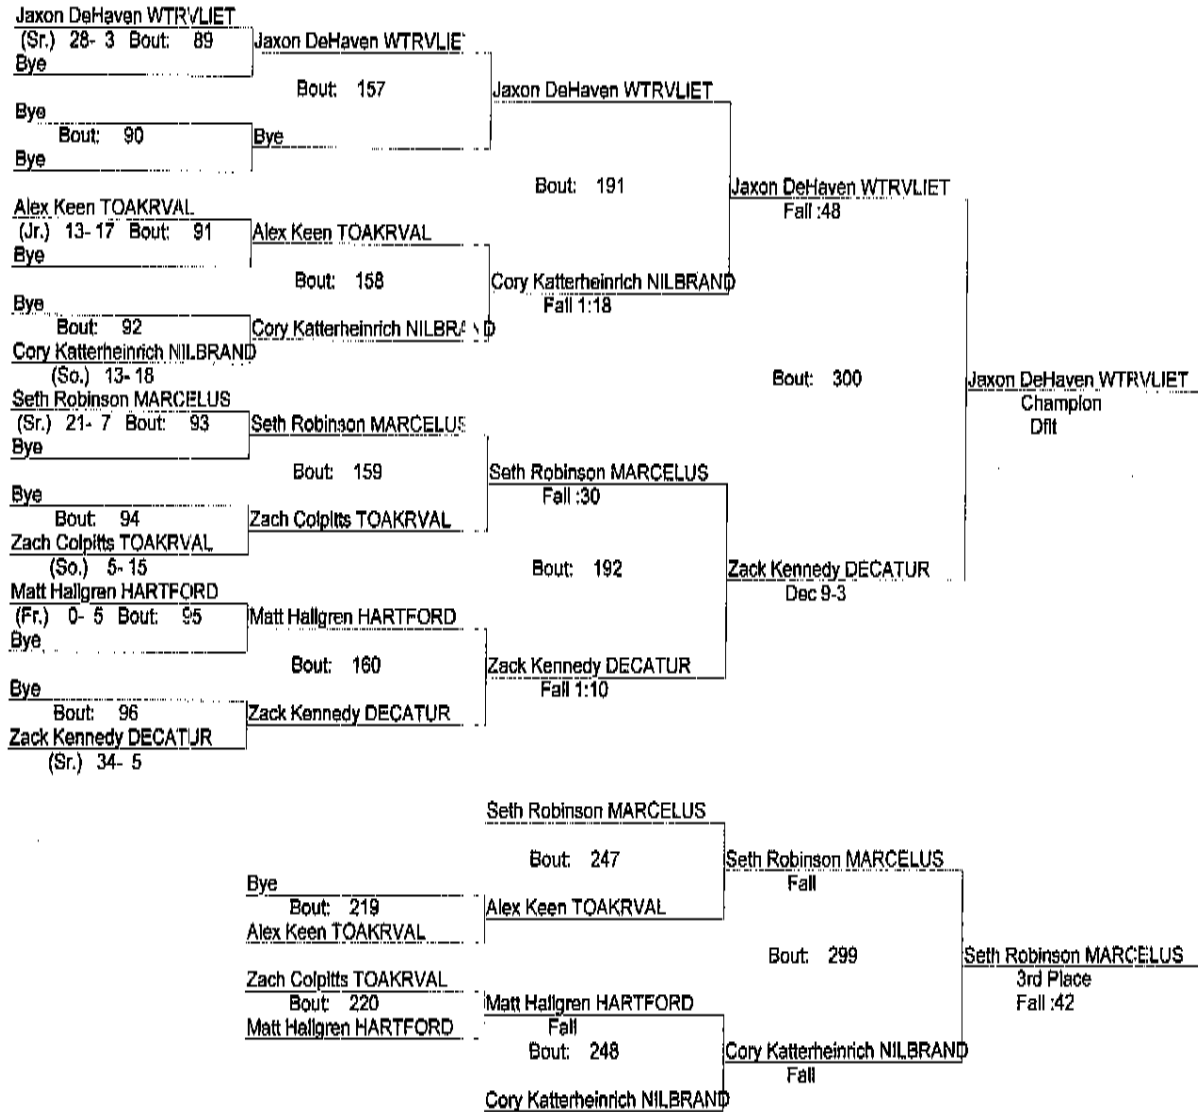 Jaxon DeHaven WTRVLIET
(Sr.) 28- 3 Bout: 89
Jaxon DeHaven WTRVLIE
Bye
Bout: 157
Jaxon DeHaven WTRVLIET
Bye
Bout: 90
Bye
Bye
Bout: 191
Jaxon DeHaven WTRVLIET
Fall :48
Alex Keen TOAKRVAL
(Jr.) 13- 17 Bout: 91
Alex Keen TOAKRVAL
Bye
Bout: 158
Cory Katterheinrich NILBRAND
Fall 1:18
Bye
Bout: 92
Cory Katterheinrich NILBRAND
Cory Katterheinrich NILBRAND
(So.) 13- 18
Bout: 300
Jaxon DeHaven WTRVLIET
Champion
Dflt
Seth Robinson MARCELUS
(Sr.) 21- 7 Bout: 93
Seth Robinson MARCELUS
Bye
Bout: 159
Seth Robinson MARCELUS
Fall :30
Bye
Bout: 94
Zach Colpitts TOAKRVAL
Zach Colpitts TOAKRVAL
(So.) 5- 15
Bout: 192
Zack Kennedy DECATUR
Dec 9-3
Matt Hallgren HARTFORD
(Fr.) 0- 5 Bout: 95
Matt Hallgren HARTFORD
Bye
Bout: 160
Zack Kennedy DECATUR
Fall 1:10
Bye
Bout: 96
Zack Kennedy DECATUR
Zack Kennedy DECATUR
(Sr.) 34- 5
Seth Robinson MARCELUS
Bout: 247
Seth Robinson MARCELUS
Fall
Bye
Bout: 219
Alex Keen TOAKRVAL
Alex Keen TOAKRVAL
Bout: 299
Seth Robinson MARCELUS
3rd Place
Fall :42
Zach Colpitts TOAKRVAL
Bout: 220
Matt Hallgren HARTFORD
Matt Hallgren HARTFORD
Fall
Bout: 248
Cory Katterheinrich NILBRAND
Fall
Cory Katterheinrich NILBRAND